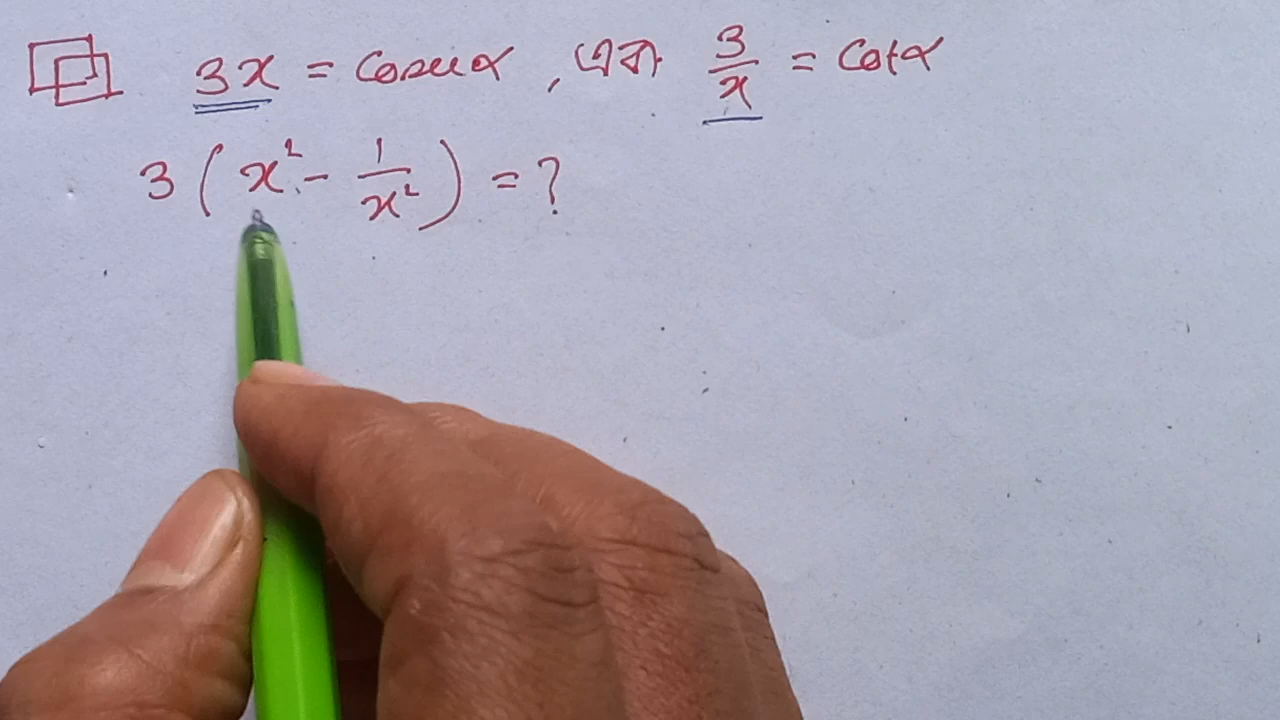 3x = Cosecα , এবং 3/x = Cotα
3 ( x² - 1/x² ) = ?